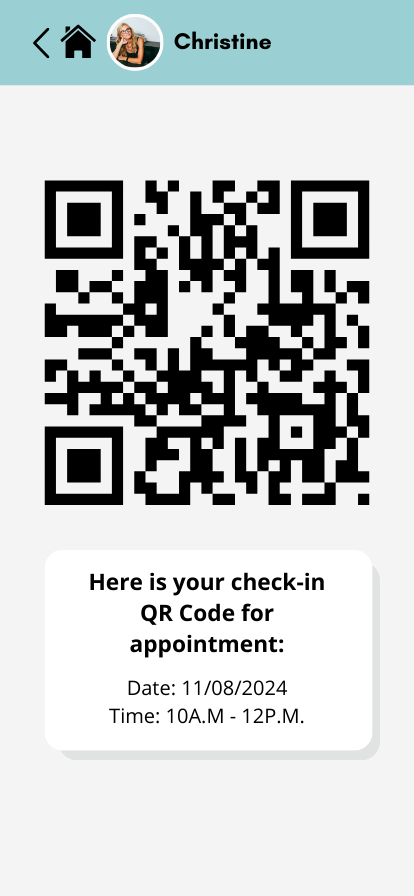 Christine
Here is your check-in
QR Code for
appointment:
Date: 11/08/2024
Time: 10A.M - 12P.M.